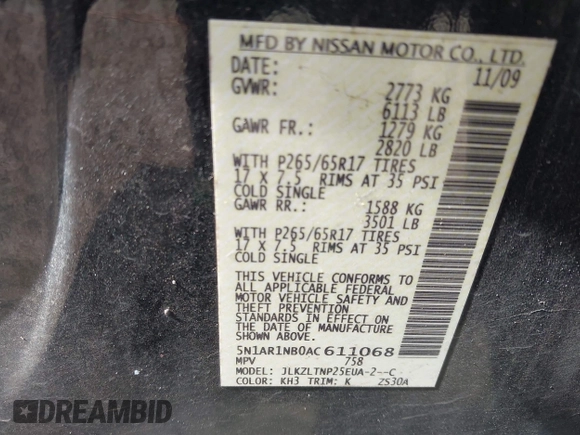 MFD BY NISSAN MOTOR CO., LTD.
DATE: 11/09
GVWR: 2773 KG
6113 LB
GAWR FR.: 1279 KG
2820 LB
WITH P265/65R17 TIRES
17 X 7.5 RIMS AT 35 PSI
COLD SINGLE
GAWR RR.: 1588 KG
3501 LB
WITH P265/65R17 TIRES
17 X 7.5 RIMS AT 35 PSI
COLD SINGLE
THIS VEHICLE CONFORMS TO
ALL APPLICABLE FEDERAL
MOTOR VEHICLE SAFETY AND
THEFT PREVENTION
STANDARDS IN EFFECT ON
THE DATE OF MANUFACTURE
SHOWN ABOVE.
5N1AR1NB0AC 611068
MPV 758
MODEL: JLKZLTNP25EUA-2--C
COLOR: KH3 TRIM: K ZS30A
DREAMBID